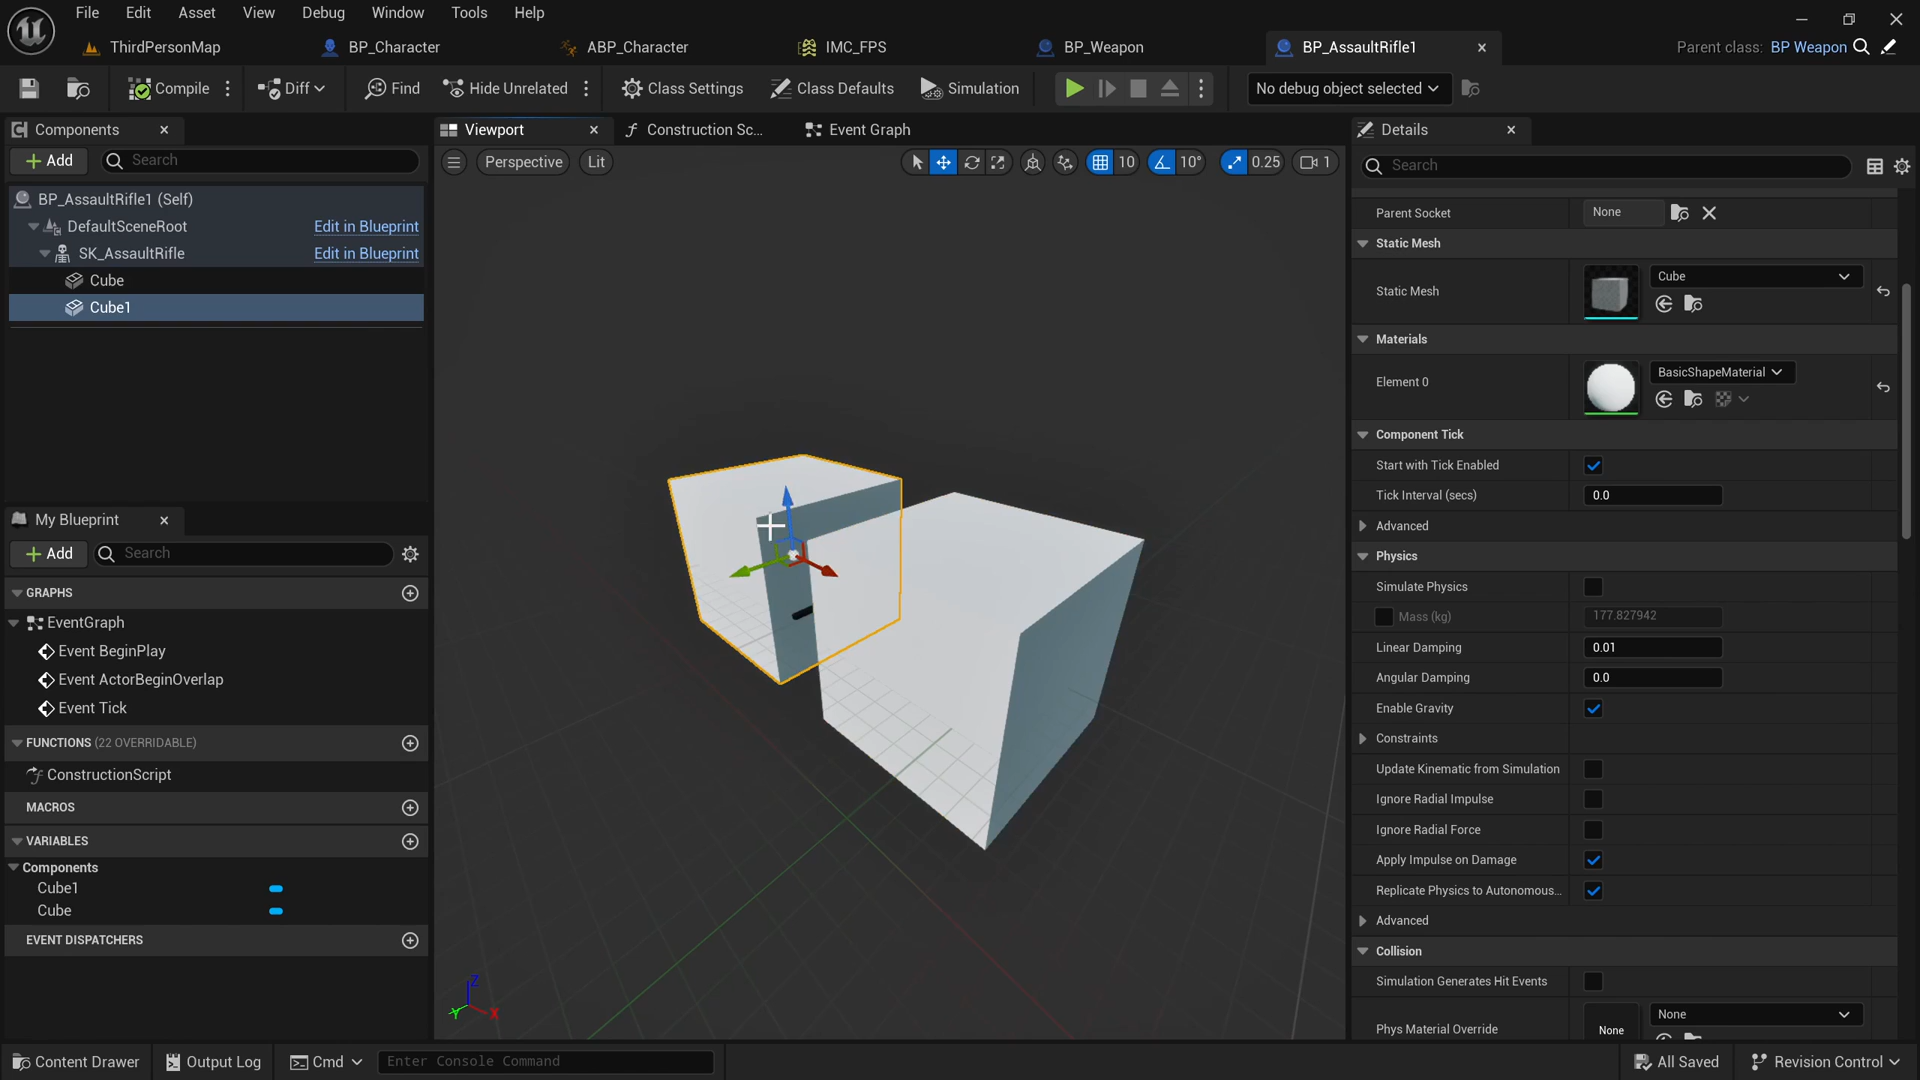 File Edit Asset View Debug Window Tools Help
ThirdPersonMap BP_Character ABP_Character IMC_FPS BP_Weapon BP_AssaultRifle1 Parent class: BP Weapon
Compile Diff Find Hide Unrelated Class Settings Class Defaults Simulation No debug object selected
Components
Add Search
BP_AssaultRifle1 (Self)
DefaultSceneRoot Edit in Blueprint
SK_AssaultRifle Edit in Blueprint
Cube
Cube1
My Blueprint
Add Search
GRAPHS
EventGraph
Event BeginPlay
Event ActorBeginOverlap
Event Tick
FUNCTIONS (22 OVERRIDABLE)
ConstructionScript
MACROS
VARIABLES
Components
Cube1
Cube
EVENT DISPATCHERS
Viewport Construction Sc... Event Graph
Perspective Lit 10 10° 0.25 1
Z
Y X
Details
Search
Parent Socket None
Static Mesh
Static Mesh Cube
Materials
Element 0 BasicShapeMaterial
Component Tick
Start with Tick Enabled
Tick Interval (secs) 0.0
Advanced
Physics
Simulate Physics
Mass (kg) 177.827942
Linear Damping 0.01
Angular Damping 0.0
Enable Gravity
Constraints
Update Kinematic from Simulation
Ignore Radial Impulse
Ignore Radial Force
Apply Impulse on Damage
Replicate Physics to Autonomous...
Advanced
Collision
Simulation Generates Hit Events
Phys Material Override None None
Content Drawer Output Log Cmd Enter Console Command All Saved Revision Control